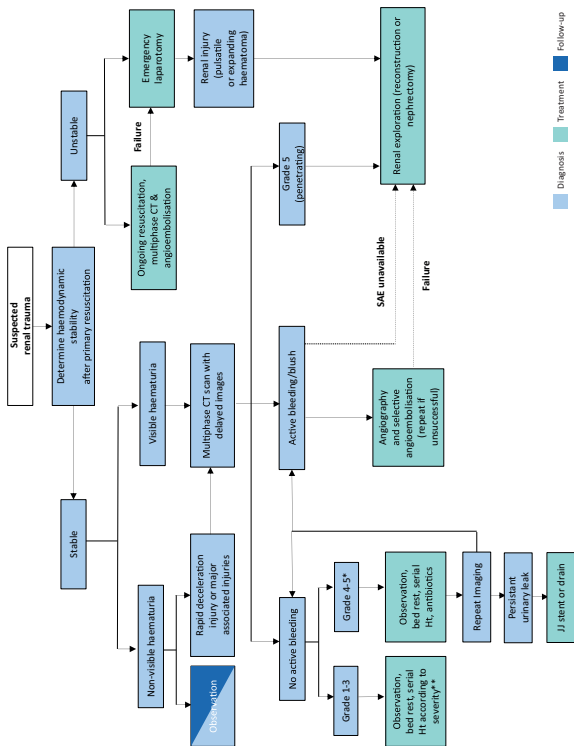 Suspected
renal trauma
Determine haemodynamic
stability
after primary resuscitation
Stable
Unstable
Non-visible haematuria
Visible haematuria
Observation
Rapid deceleration
injury or major
associated injuries
Multiphase CT scan with
delayed images
Ongoing resuscitation,
multiphase CT &
angioembolisation
Failure
Emergency
laparotomy
Renal injury
(pulsatile
or expanding
haematoma)
No active bleeding
Active bleeding/blush
Grade 5
(penetrating)
Grade 1-3
Grade 4-5*
Observation,
bed rest, serial
Ht according to
severity**
Observation,
bed rest, serial
Ht, antibiotics
Repeat Imaging
Persistant
urinary leak
JJ stent or drain
Angiography
and selective
angioembolisation
(repeat if
unsuccessful)
SAE unavailable
Failure
Renal exploration (reconstruction or
nephrectomy)
Diagnosis
Treatment
Follow-up